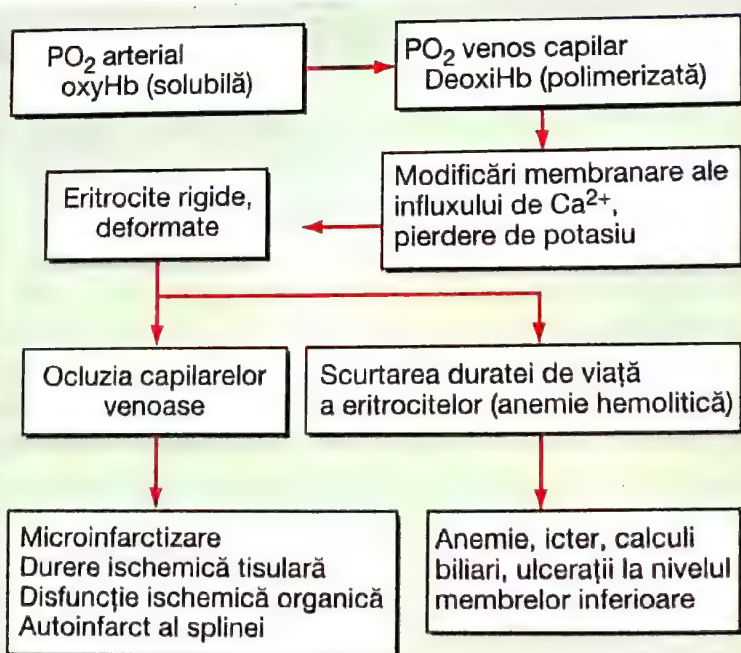 PO₂ arterial
oxyHb (solubilă)
PO₂ venos capilar
DeoxiHb (polimerizată)
Modificări membranare ale
influxului de Ca²⁺,
pierdere de potasiu
Eritrocite rigide,
deformate
Ocluzia capilarelor
venoase
Scurtarea duratei de viață
a eritrocitelor (anemie hemolitică)
Microinfarctizare
Durere ischemică tisulară
Disfuncție ischemică organică
Autoinfarct al splinei
Anemie, icter, calculi
biliari, ulcerații la nivelul
membrelor inferioare